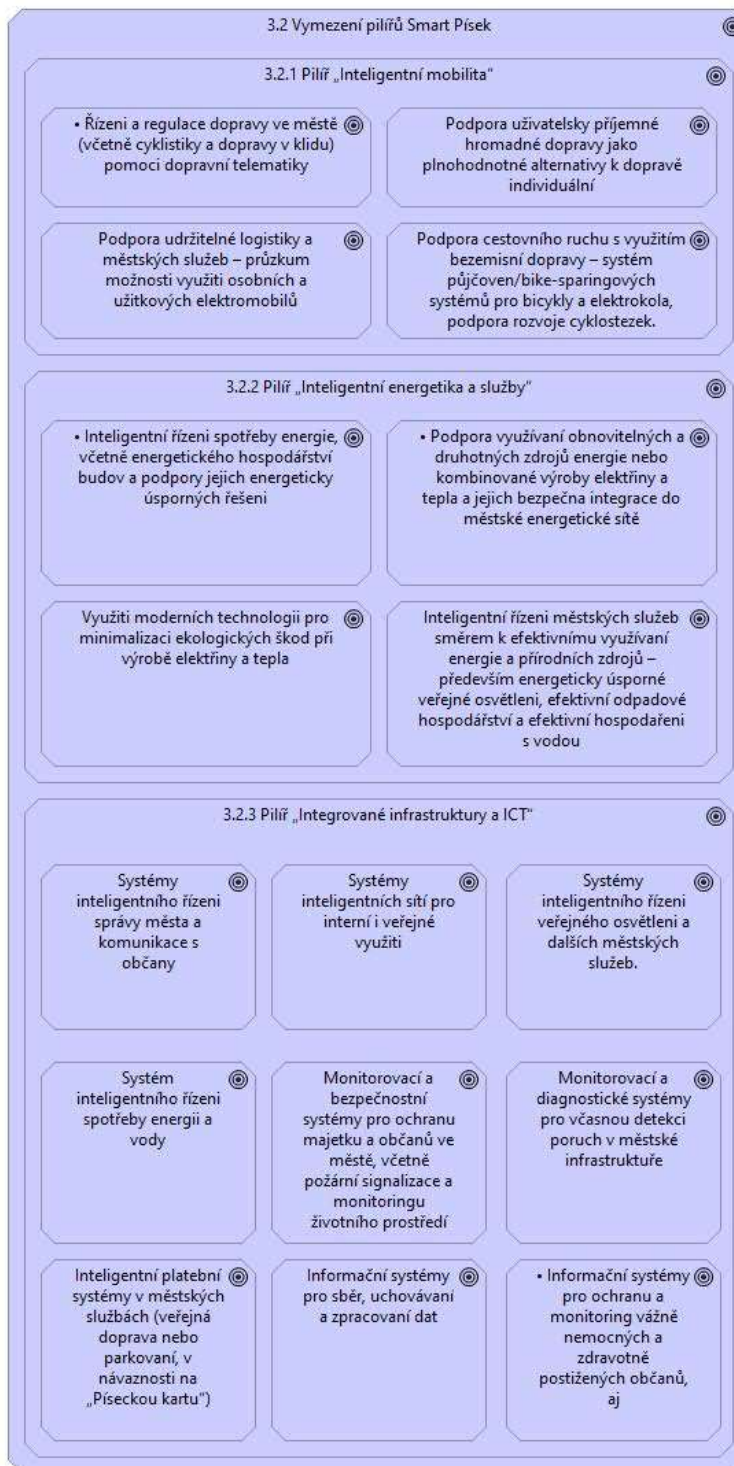 3.2 Vymezení pilířů Smart Písek
3.2.1 Pilíř „Inteligentní mobilita“
• Řízeni a regulace dopravy ve městě
(včetně cyklistiky a dopravy v klidu)
pomoci dopravní telematiky
Podpora uživatelsky příjemné
hromadné dopravy jako
plnohodnotné alternativy k dopravě
individuální
Podpora udržitelné logistiky a
městských služeb – průzkum
možnosti využiti osobních a
užitkových elektromobilů
Podpora cestovního ruchu s využitím
bezemisní dopravy – systém
půjčoven/bike-sparingových
systémů pro bicykly a elektrokola,
podpora rozvoje cyklostezek.
3.2.2 Pilíř „Inteligentní energetika a služby“
• Inteligentní řízeni spotřeby energie,
včetně energetického hospodářství
budov a podpory jejich energeticky
úsporných řešeni
• Podpora využívaní obnovitelných a
druhotných zdrojů energie nebo
kombinované výroby elektřiny a
tepla a jejich bezpečna integrace do
městské energetické sítě
Využiti moderních technologii pro
minimalizaci ekologických škod při
výrobě elektřiny a tepla
Inteligentní řízeni městských služeb
směrem k efektivnímu využívaní
energie a přírodních zdrojů –
především energeticky úsporné
veřejné osvětleni, efektivní odpadové
hospodářství a efektivní hospodařeni
s vodou
3.2.3 Pilíř „Integrované infrastruktury a ICT“
Systémy
inteligentního řízeni
správy města a
komunikace s
občany
Systémy
inteligentních sítí pro
interní i veřejné
využiti
Systémy
inteligentního řízeni
veřejného osvětleni a
dalších městských
služeb.
Systém
inteligentního řízeni
spotřeby energii a
vody
Monitorovací a
bezpečnostní
systémy pro ochranu
majetku a občanů ve
městě, včetně
požární signalizace a
monitoringu
životního prostředí
Monitorovací a
diagnostické systémy
pro včasnou detekci
poruch v městské
infrastruktuře
Inteligentní platební
systémy v městských
službách (veřejná
doprava nebo
parkovaní, v
návaznosti na
„Píseckou kartu“)
Informační systémy
pro sběr, uchovávaní
a zpracovaní dat
• Informační systémy
pro ochranu a
monitoring vážně
nemocných a
zdravotně
postižených občanů,
aj